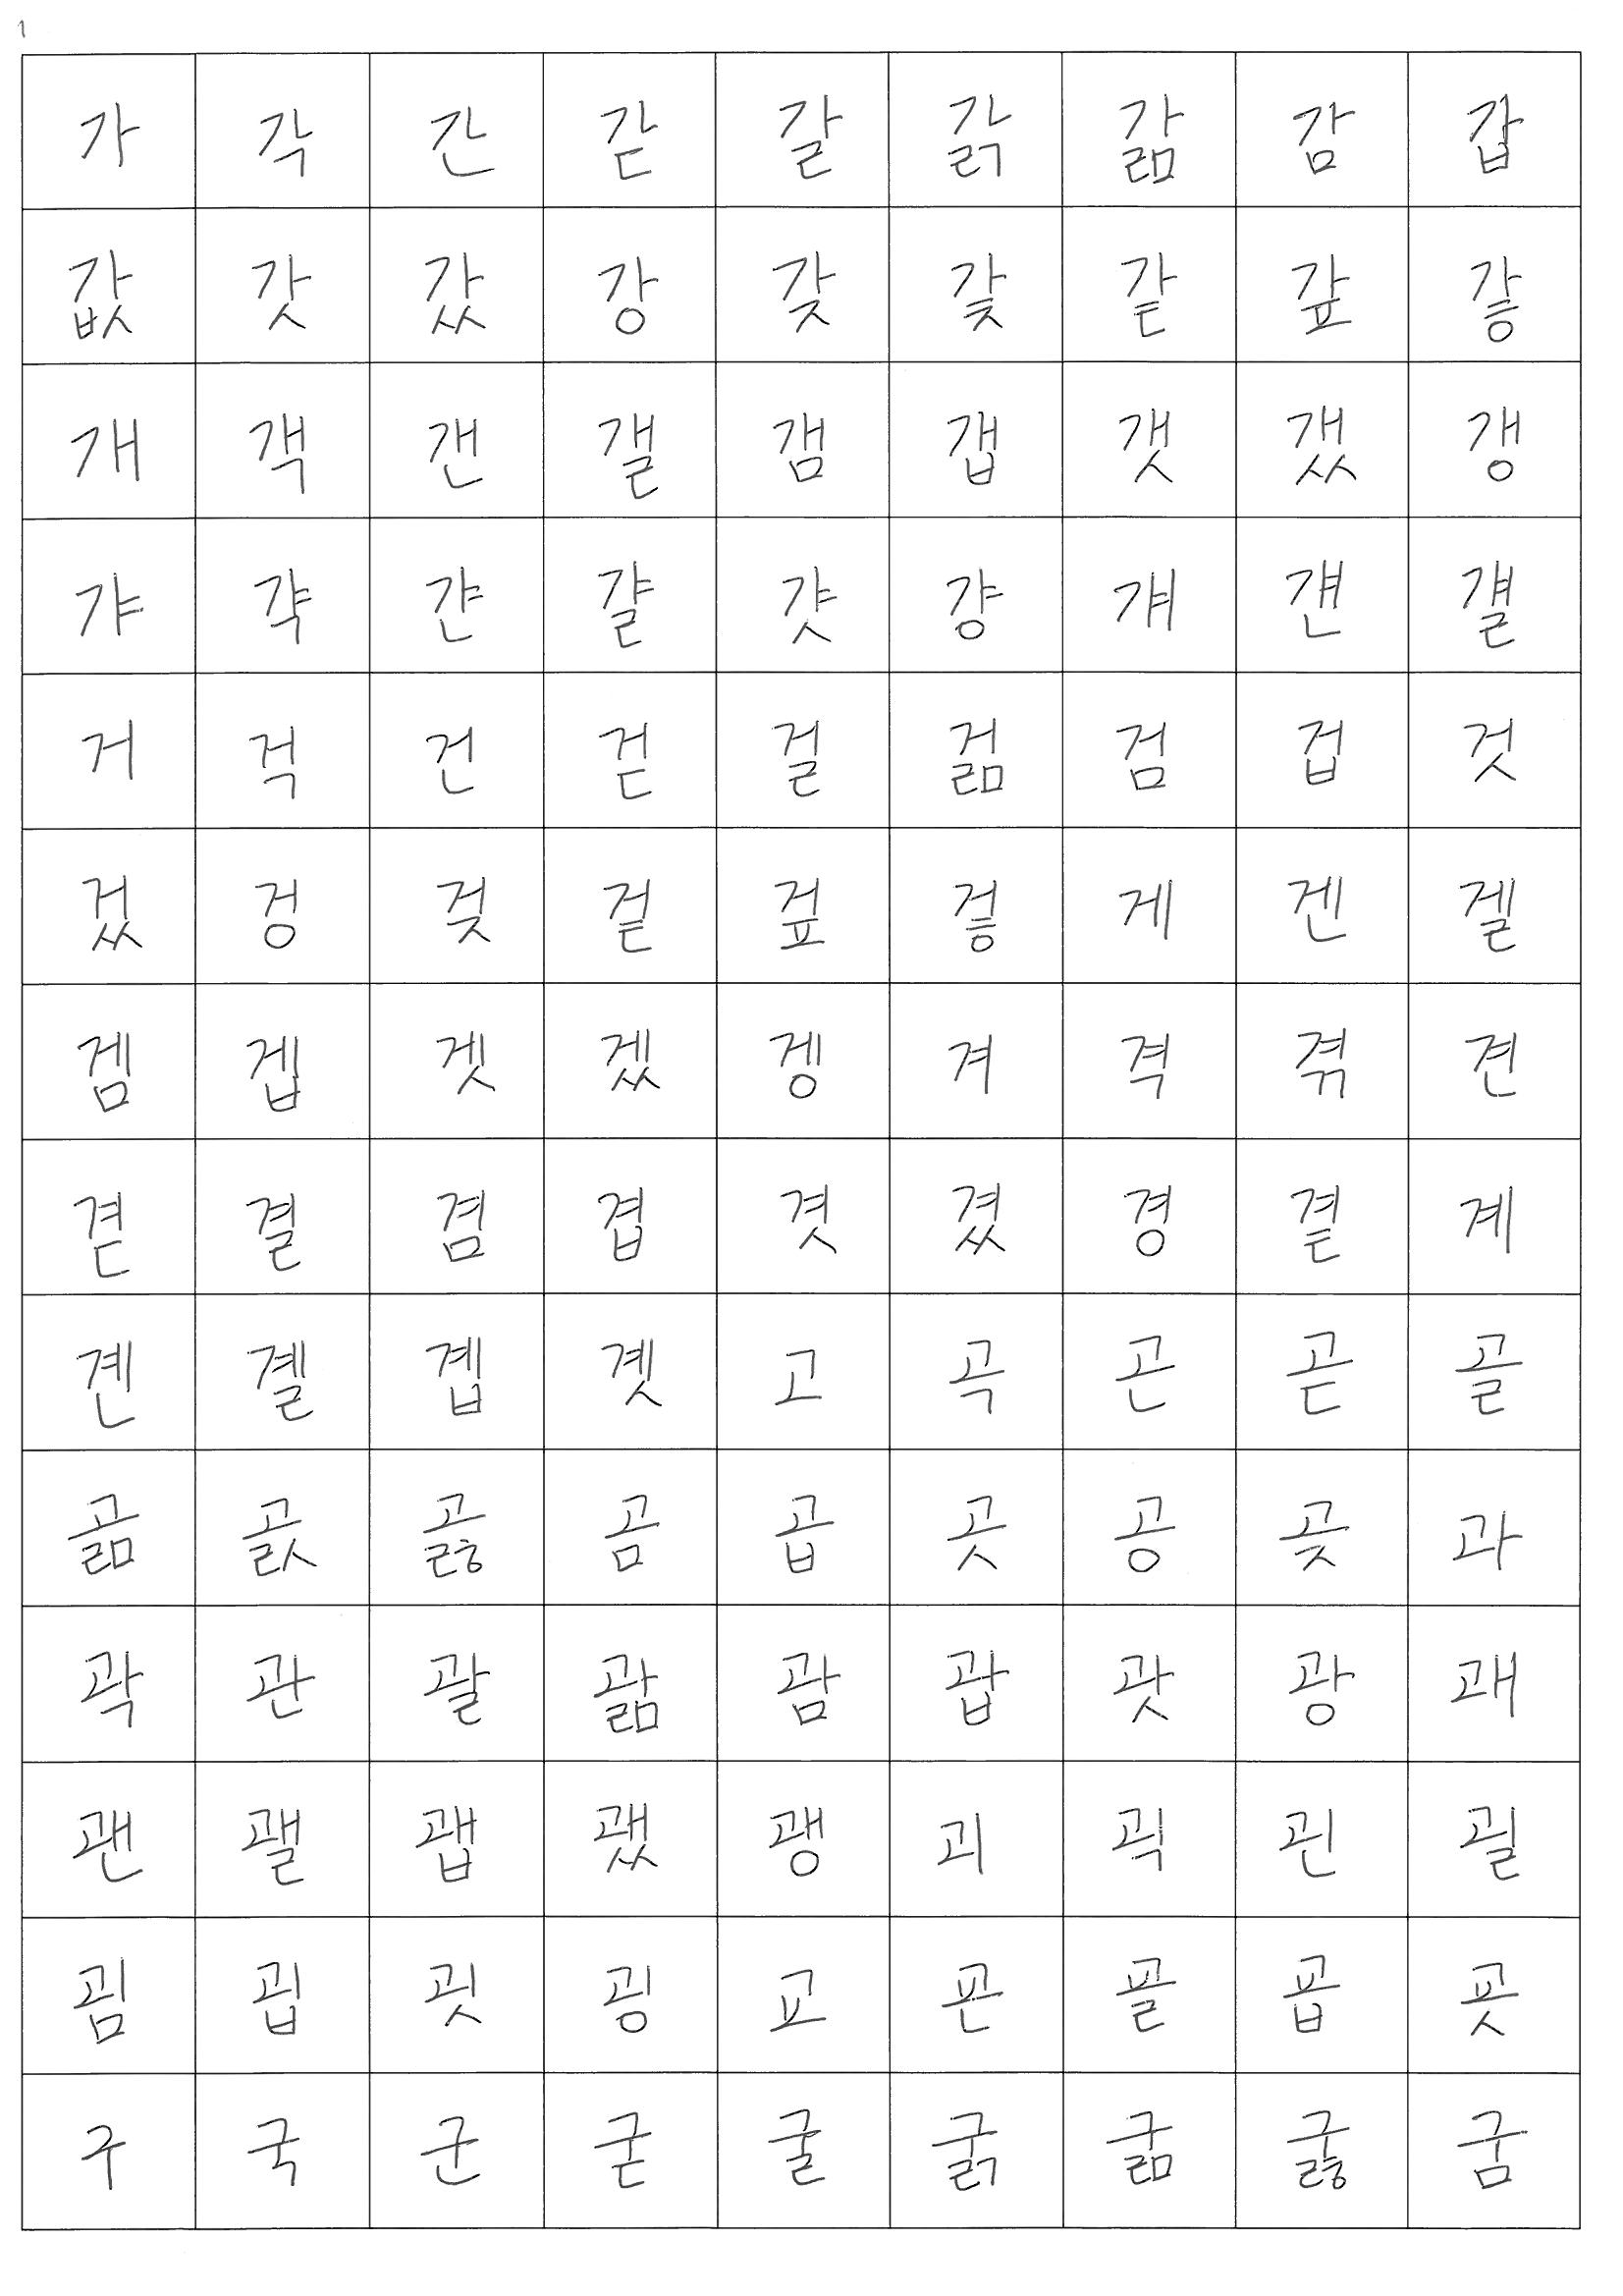 1
가 각 간 갇 갈 갉 갊 감 갑
값 갓 갔 강 갖 갗 같 갚 갛
개 객 갠 갤 갬 갭 갯 갰 갱
갸 갹 갼 걀 걋 걍 걔 걘 걜
거 걱 건 걷 걸 걺 검 겁 것
겄 겅 겆 겉 겊 겋 게 겐 겔
겜 겝 겟 겠 겡 겨 격 겪 견
겯 결 겸 겹 겻 겼 경 곁 계
곈 곌 곕 곗 고 곡 곤 곧 골
곪 곬 곯 곰 곱 곳 공 곶 과
곽 관 괄 괆 괌 괍 괏 광 괘
괜 괠 괩 괬 괭 괴 괵 괸 괼
굄 굅 굇 굉 교 굔 굘 굡 굣
구 국 군 굳 굴 굵 굶 굻 굼